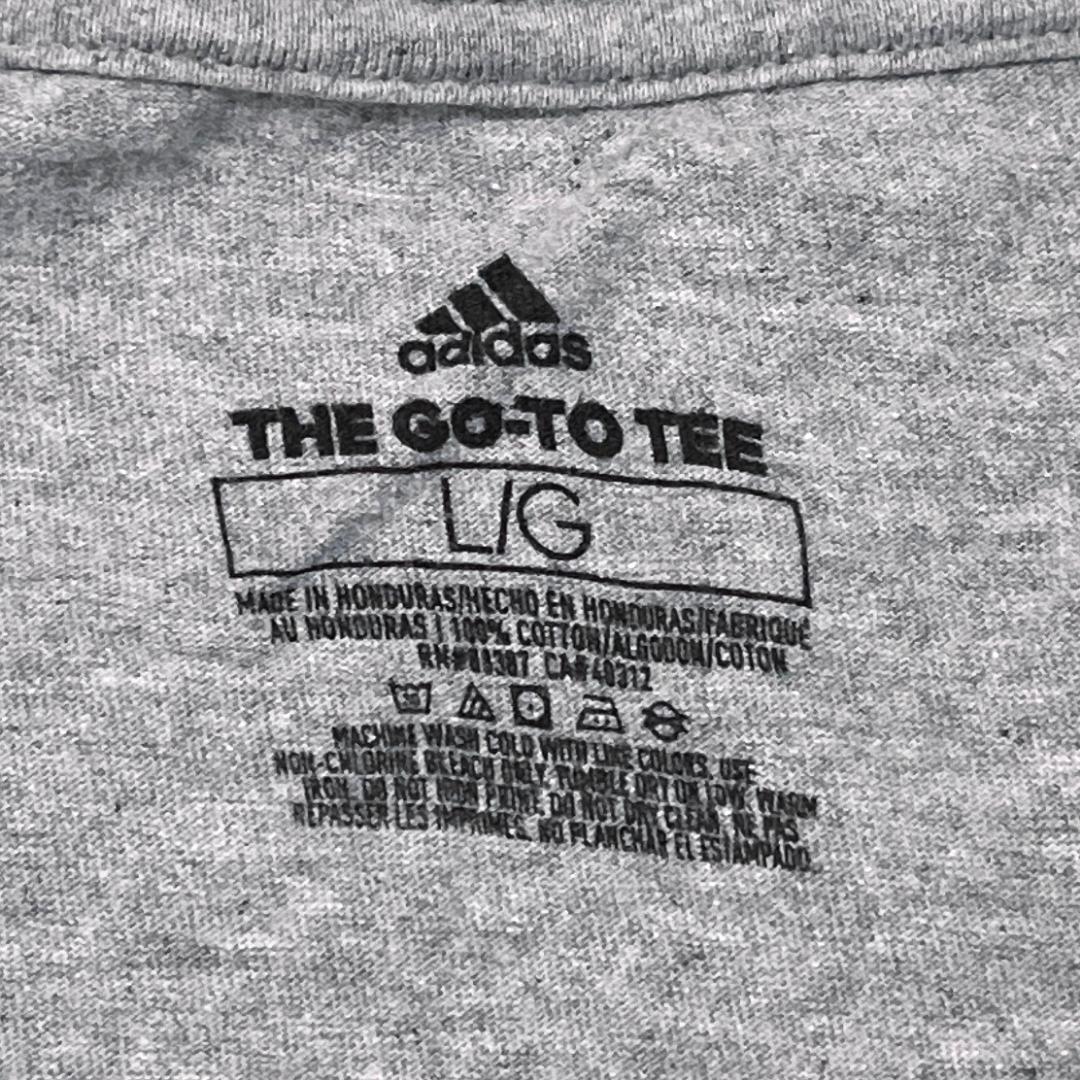 adidas
THE GO-TO TEE
L/G
MADE IN HONDURAS/HECHO EN HONDURAS/FABRIQUÉ
AU HONDURAS | 100% COTTON/ALGODON/COTON
CA#40312
MACHINE WASH COLD WITH LIKE COLORS. USE
NON-CHLORINE BLEACH ONLY. TUMBLE DRY ON LOW. WARM
IRON. DO NOT IRON PRINT. DO NOT DRY CLEAN. NE PAS
REPASSER LES IMPRIMES. NO PLANCHAR EL ESTAMPADO.